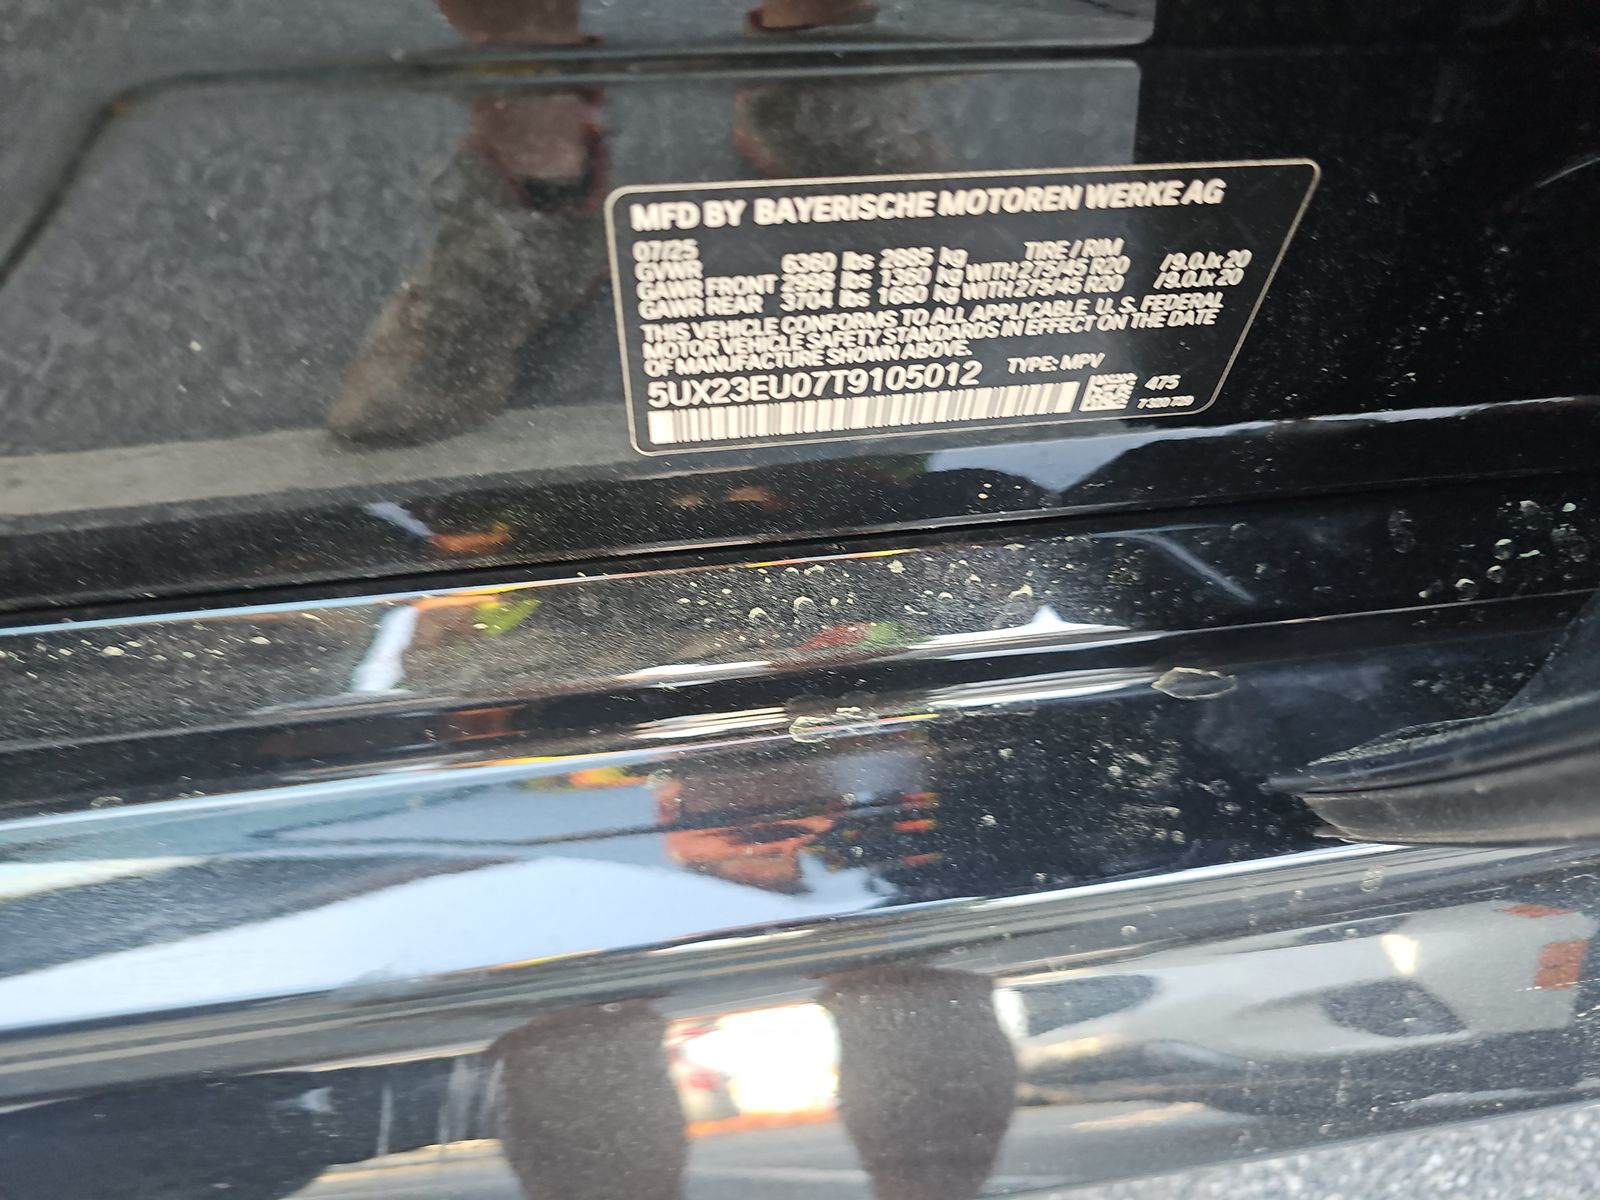 MFD BY BAYERISCHE MOTOREN WERKE AG
07/25 TIRE / RIM
GVWR 6360 lbs 2885 kg
GAWR FRONT 2998 lbs 1360 kg WITH 275/45 R20 /9.0Jx20
GAWR REAR 3704 lbs 1680 kg WITH 275/45 R20 /9.0Jx20
THIS VEHICLE CONFORMS TO ALL APPLICABLE U. S. FEDERAL
MOTOR VEHICLE SAFETY STANDARDS IN EFFECT ON THE DATE
OF MANUFACTURE SHOWN ABOVE.
5UX23EU07T9105012 TYPE: MPV
475